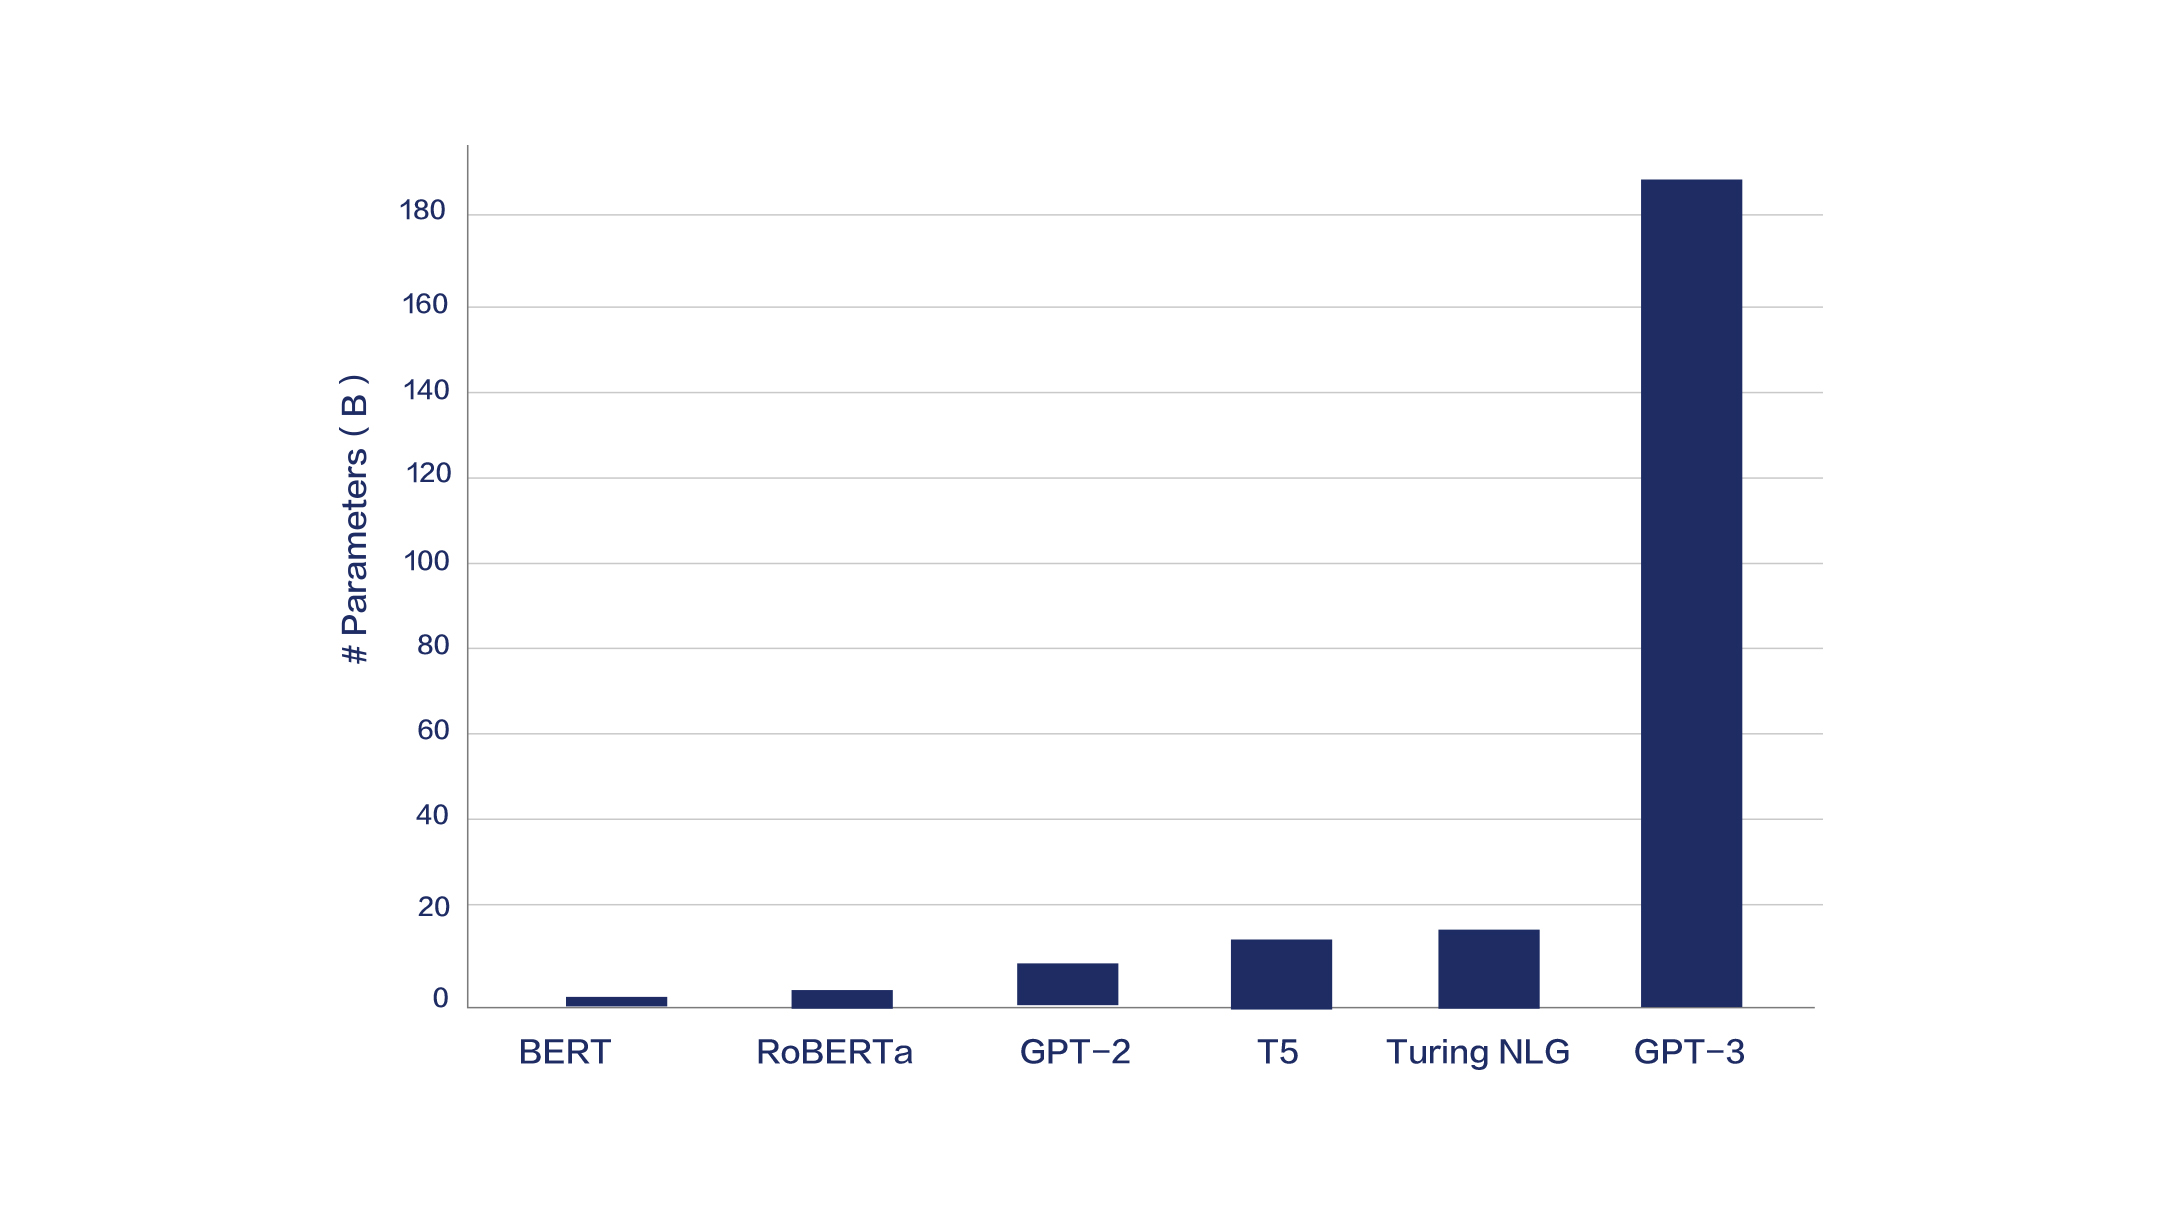 # Parameters ( B )
180
160
140
120
100
80
60
40
20
0
BERT
RoBERTa
GPT−2
T5
Turing NLG
GPT−3